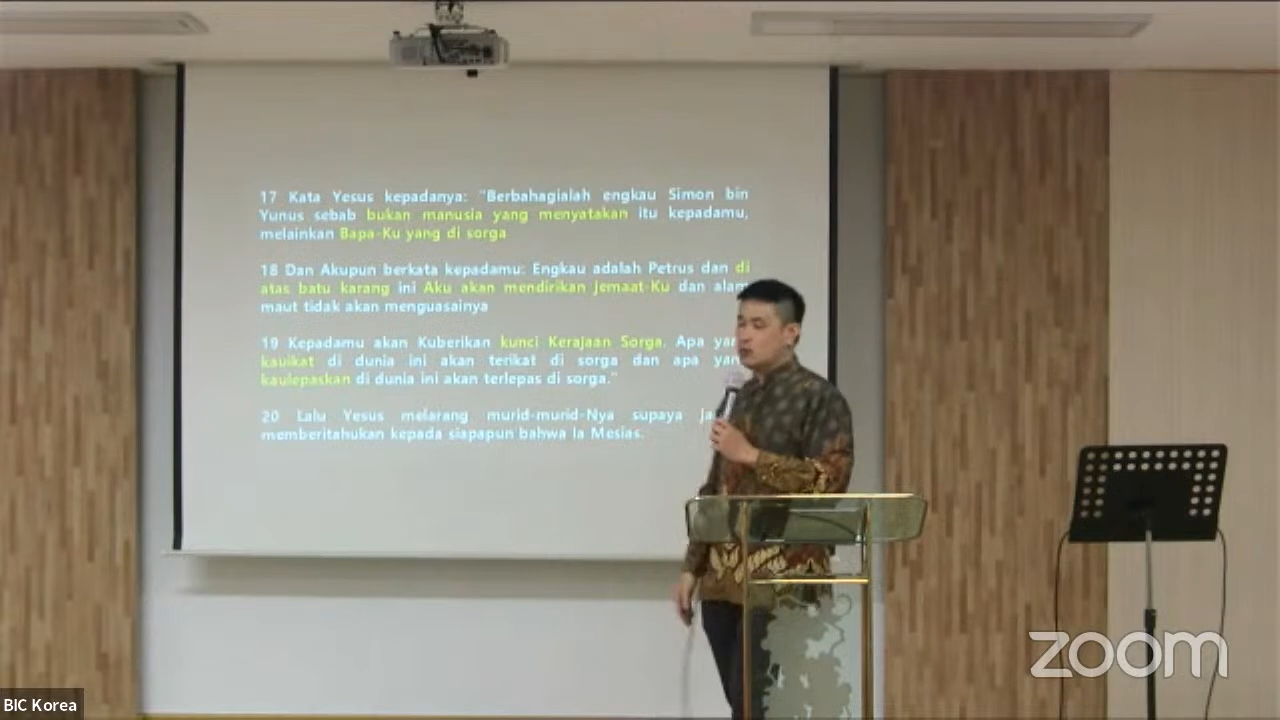 17 Kata Yesus kepadanya: "Berbahagialah engkau Simon bin
Yunus sebab bukan manusia yang menyatakan itu kepadamu,
melainkan Bapa-Ku yang di sorga
18 Dan Akupun berkata kepadamu: Engkau adalah Petrus dan di
atas batu karang ini Aku akan mendirikan jemaat-Ku dan alam
maut tidak akan menguasainya
19 Kepadamu akan Kuberikan kunci Kerajaan Sorga. Apa
kauikat di dunia ini akan terikat di sorga dan apa
kaulepaskan di dunia ini akan terlepas di sorga."
20 Lalu Yesus melarang murid-murid-Nya supaya
memberitahukan kepada siapapun bahwa Ia Mesias.
zoom
BIC Korea